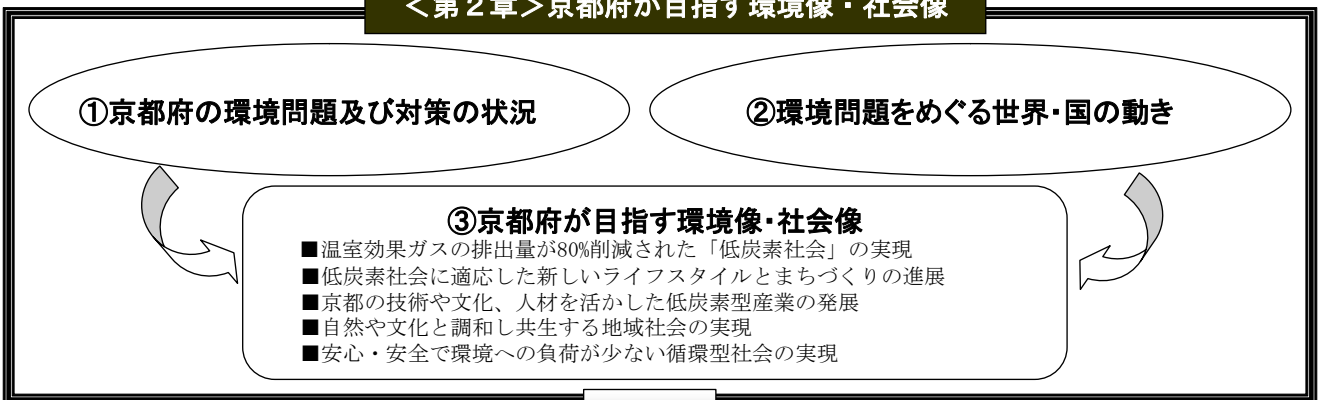 ＜第２章＞京都府が目指す環境像・社会像
①京都府の環境問題及び対策の状況
②環境問題をめぐる世界・国の動き
③京都府が目指す環境像・社会像
■温室効果ガスの排出量が80%削減された「低炭素社会」の実現
■低炭素社会に適応した新しいライフスタイルとまちづくりの進展
■京都の技術や文化、人材を活かした低炭素型産業の発展
■自然や文化と調和し共生する地域社会の実現
■安心・安全で環境への負荷が少ない循環型社会の実現